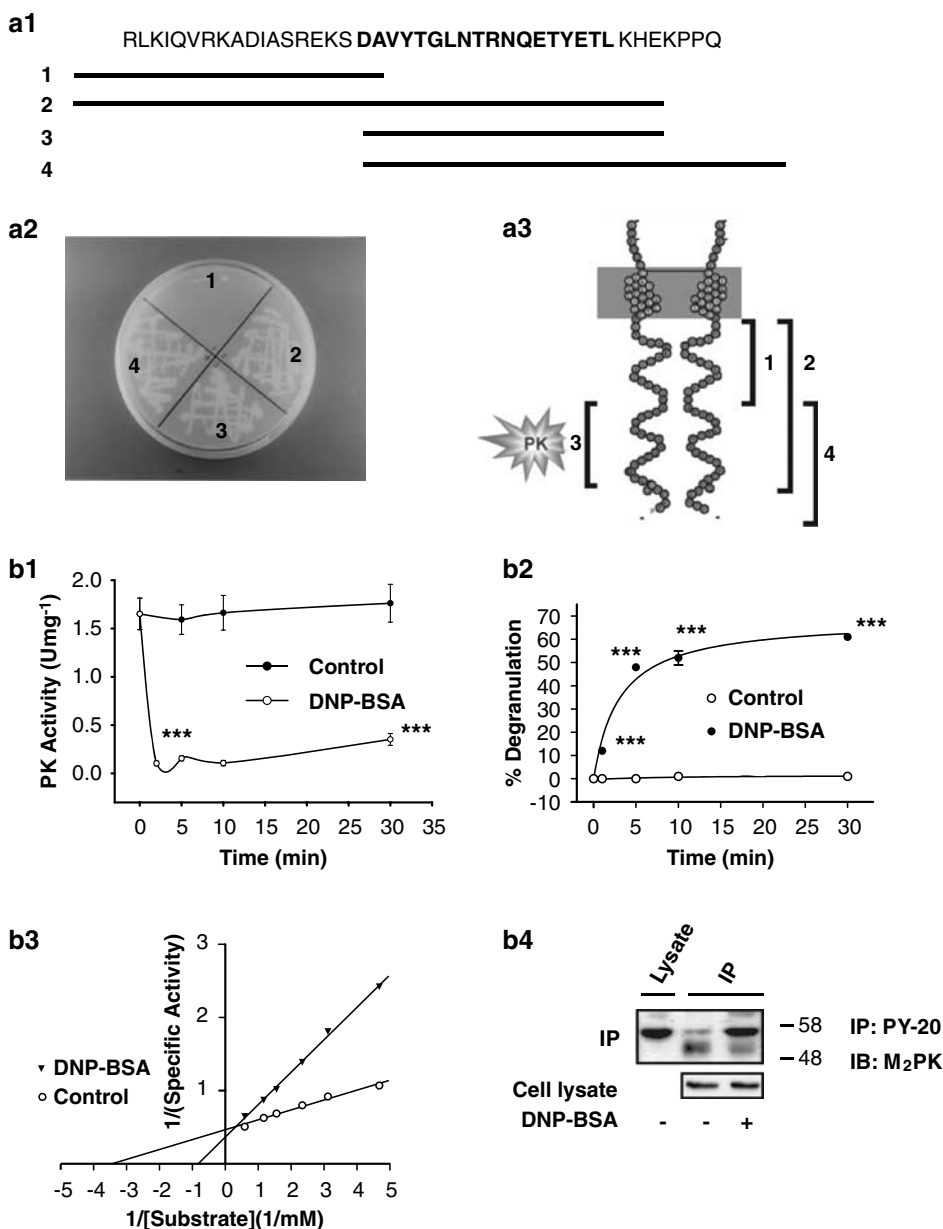 a1
RLKIQVRKADIASREKSDAVYTGLNTRNQETYETLKHEKPPQ
1
2
3
4
a2
1
2
3
4
a3
1
2
3
4
PK
b1
PK Activity (Umg-1)
2.0
1.5
1.0
0.5
0.0
Control
DNP-BSA
***
***
0 5 10 15 20 25 30 35
Time (min)
b2
% Degranulation
70
60
50
40
30
20
10
0
-10
***
***
***
***
Control
DNP-BSA
0 5 10 15 20 25 30
Time (min)
b3
1/(Specific Activity)
3
2
1
DNP-BSA
Control
-5 -4 -3 -2 -1 0 1 2 3 4 5
1/[Substrate](1/mM)
b4
Lysate
IP
IP
58
48
IP: PY-20
IB: M2PK
Cell lysate
DNP-BSA - - +